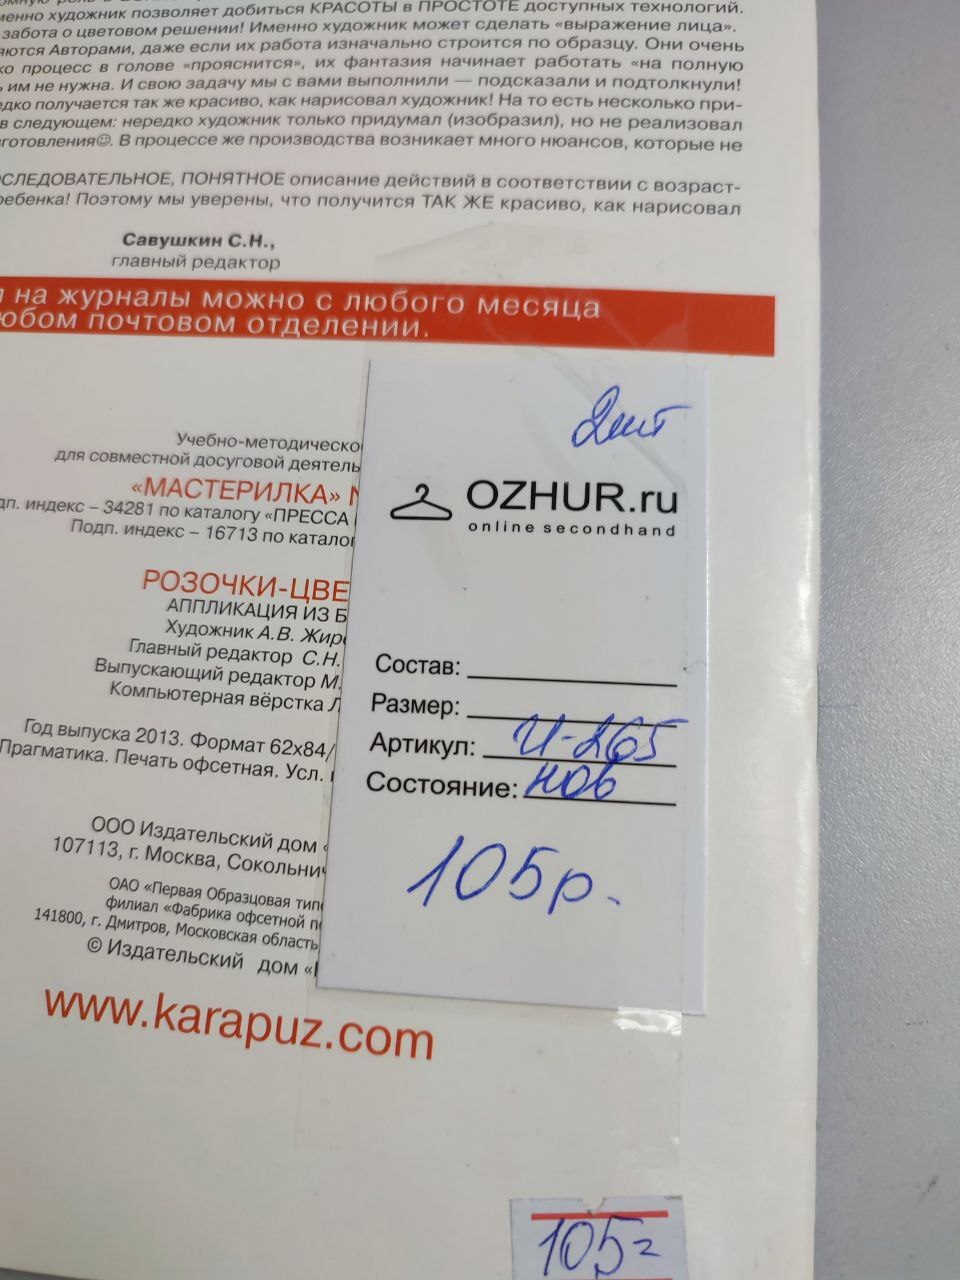 менно художник позволяет добиться КРАСОТЫ в ПРОСТОТЕ доступных технологий.
забота о цветовом решении! Именно художник может сделать «выражение лица».
яются Авторами, даже если их работа изначально строится по образцу. Они очень
ко процесс в голове «прояснится», их фантазия начинает работать «на полную
ь им не нужна. И свою задачу мы с вами выполнили — подсказали и подтолкнули!
едко получается так же красиво, как нарисовал художник! На то есть несколько при-
в следующем: нередко художник только придумал (изобразил), но не реализовал
зготовления☺. В процессе же производства возникает много нюансов, которые не
ОСЛЕДОВАТЕЛЬНОЕ, ПОНЯТНОЕ описание действий в соответствии с возраст-
ребенка! Поэтому мы уверены, что получится ТАК ЖЕ красиво, как нарисовал
Савушкин С.Н.,
главный редактор
я на журналы можно с любого месяца
юбом почтовом отделении.
Учебно-методическо
для совместной досуговой деятель
«МАСТЕРИЛКА» №
дп. индекс – 34281 по каталогу «ПРЕССА
Подп. индекс – 16713 по катало
РОЗОЧКИ-ЦВЕ
АППЛИКАЦИЯ ИЗ Б
Художник А.В. Жир
Главный редактор С.Н.
Выпускающий редактор М.
Компьютерная вёрстка Л
Год выпуска 2013. Формат 62х84/
Прагматика. Печать офсетная. Усл.
ООО Издательский дом «
107113, г. Москва, Сокольни
ОАО «Первая Образцовая тип
филиал «Фабрика офсетной п
141800, г. Дмитров, Московская область,
© Издательский дом «
www.karapuz.com
2шт
OZHUR.ru
online secondhand
Состав:
Размер:
Артикул: И-265
Состояние: нов
105р.
105=